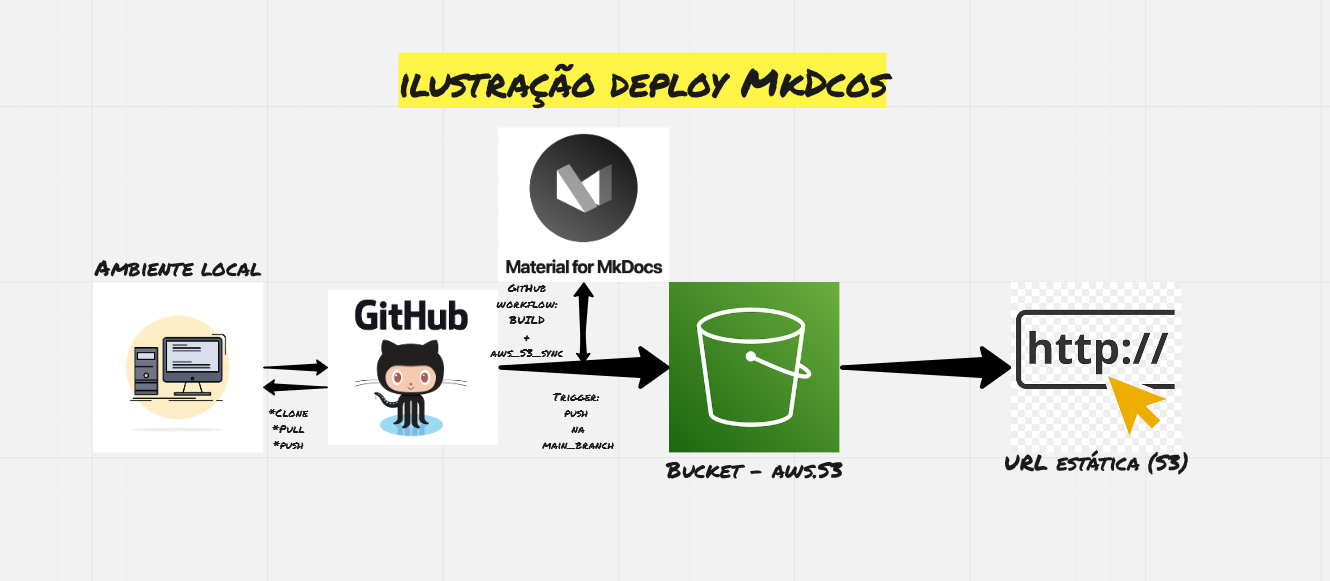 ilustração deploy MkDcos
Material for MkDocs
Ambiente local
GitHub
workflow:
BUILD
+
aws_S3_sync
GitHub
http://
*Clone
*Pull
*push
Trigger:
push
na
main_branch
Bucket - aws.S3
URL estática (S3)